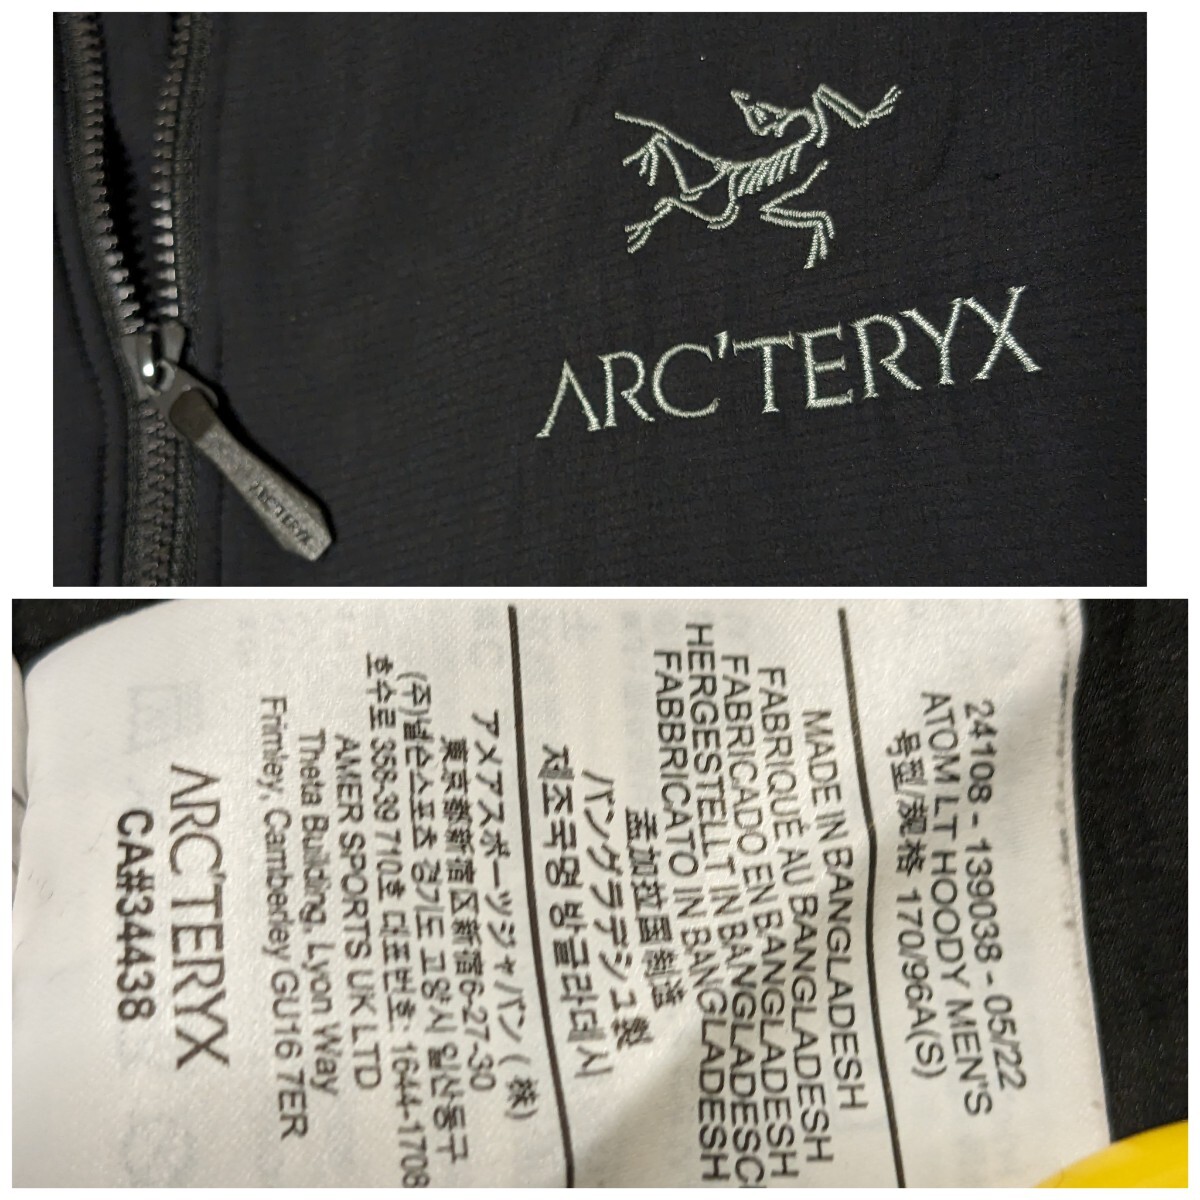 ARC'TERYX
ARC'TERYX
24108 - 139038 - 05/22
ATOM LT HOODY MEN'S
号型/规格 170/96A(S)
MADE IN BANGLADESH
FABRIQUÉ AU BANGLADESH
FABRICADO EN BANGLADESH
HERGESTELLT IN BANGLADESCH
FABBRICATO IN BANGLADESH
孟加拉国制造
バングラデシュ製
제조국명 방글라데시
アメアスポーツジャパン (株)
東京都新宿区新宿6-27-30
(주)넬슨스포츠 경기도 고양시 일산동구
호수로 358-39 710호 대표번호: 1644-1708
AMER SPORTS UK LTD
Theta Building, Lyon Way
Frimley, Camberley GU16 7ER
ARC'TERYX
CA#34438